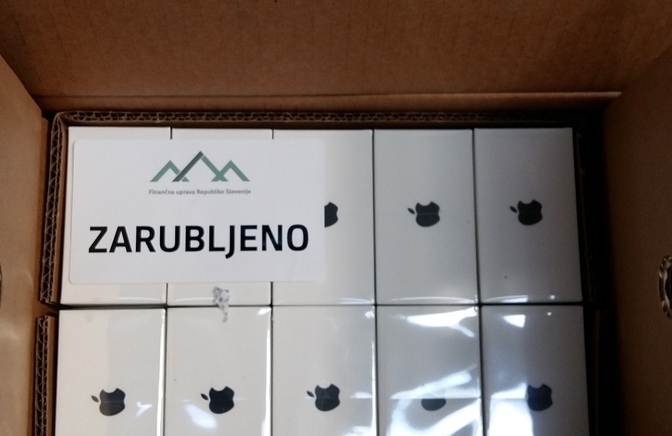 Finančna uprava Republike Slovenije
ZARUBLJENO